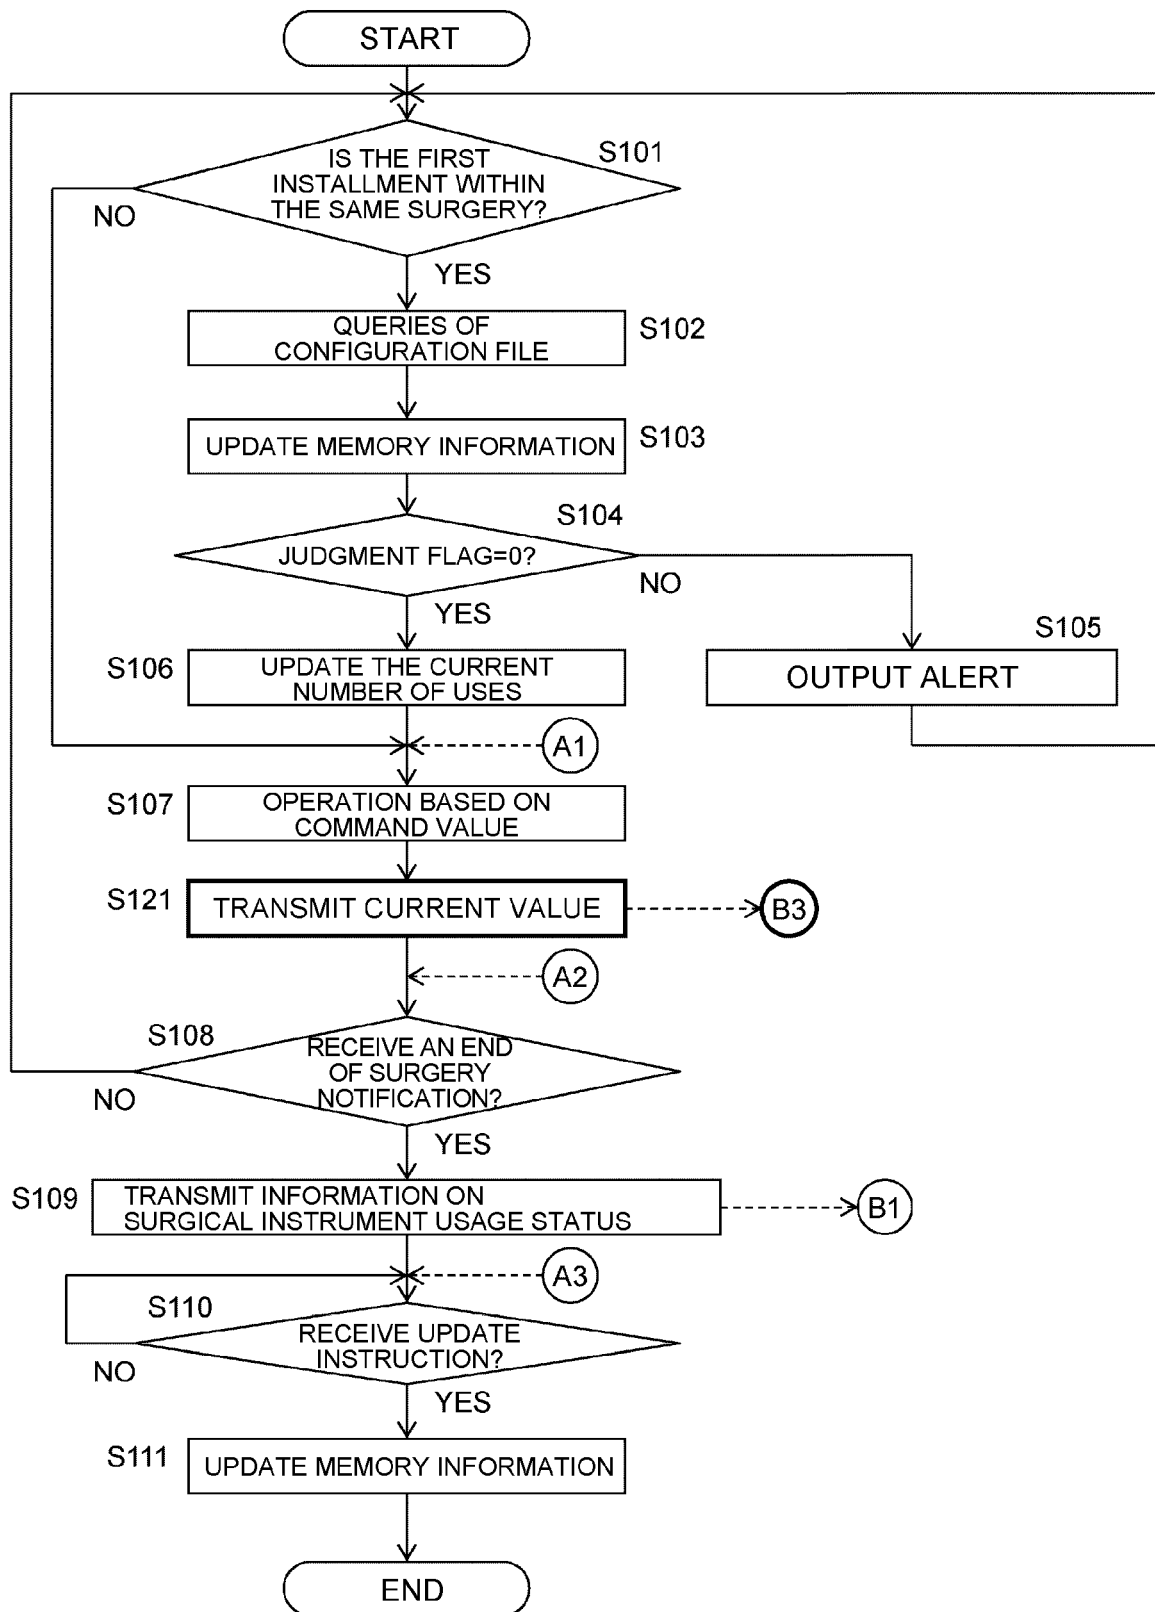 START
IS THE FIRST
INSTALLMENT WITHIN
THE SAME SURGERY?
S101
NO
YES
QUERIES OF
CONFIGURATION FILE
S102
UPDATE MEMORY INFORMATION
S103
S104
JUDGMENT FLAG=0?
NO
YES
S105
OUTPUT ALERT
S106
UPDATE THE CURRENT
NUMBER OF USES
A1
S107
OPERATION BASED ON
COMMAND VALUE
S121
TRANSMIT CURRENT VALUE
B3
A2
S108
RECEIVE AN END
OF SURGERY
NOTIFICATION?
NO
YES
S109
TRANSMIT INFORMATION ON
SURGICAL INSTRUMENT USAGE STATUS
B1
A3
S110
RECEIVE UPDATE
INSTRUCTION?
NO
YES
S111
UPDATE MEMORY INFORMATION
END